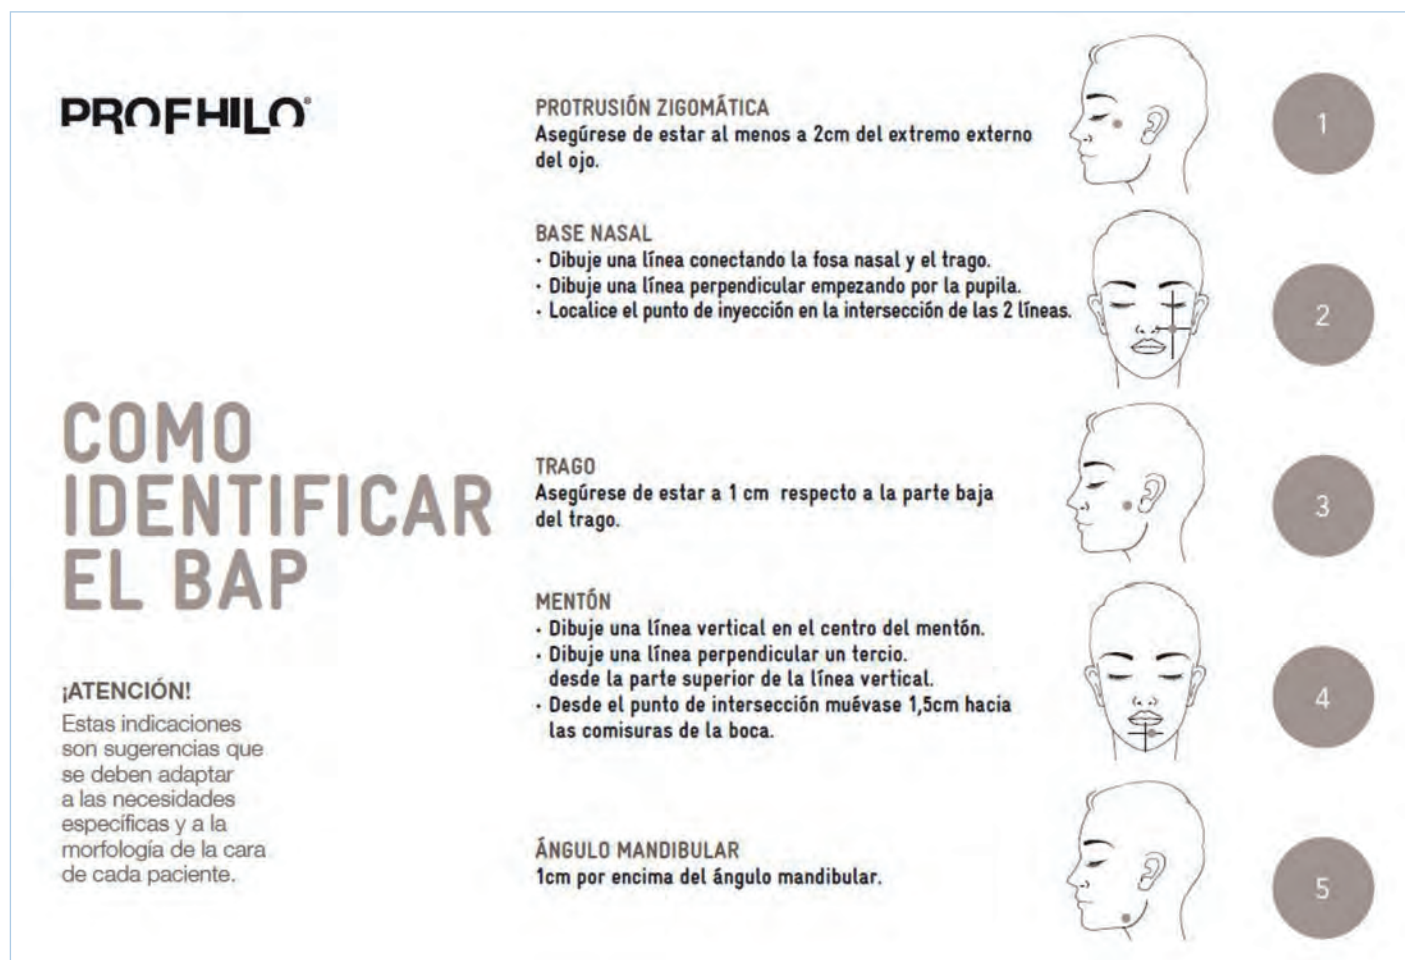 PROFHILO®
COMO
IDENTIFICAR
EL BAP
¡ATENCIÓN!
Estas indicaciones
son sugerencias que
se deben adaptar
a las necesidades
específicas y a la
morfología de la cara
de cada paciente.
PROTRUSIÓN ZIGOMÁTICA
Asegúrese de estar al menos a 2cm del extremo externo
del ojo.
1
BASE NASAL
· Dibuje una línea conectando la fosa nasal y el trago.
· Dibuje una línea perpendicular empezando por la pupila.
· Localice el punto de inyección en la intersección de las 2 líneas.
2
TRAGO
Asegúrese de estar a 1 cm respecto a la parte baja
del trago.
3
MENTÓN
· Dibuje una línea vertical en el centro del mentón.
· Dibuje una línea perpendicular un tercio.
desde la parte superior de la línea vertical.
· Desde el punto de intersección muévase 1,5cm hacia
las comisuras de la boca.
4
ÁNGULO MANDIBULAR
1cm por encima del ángulo mandibular.
5